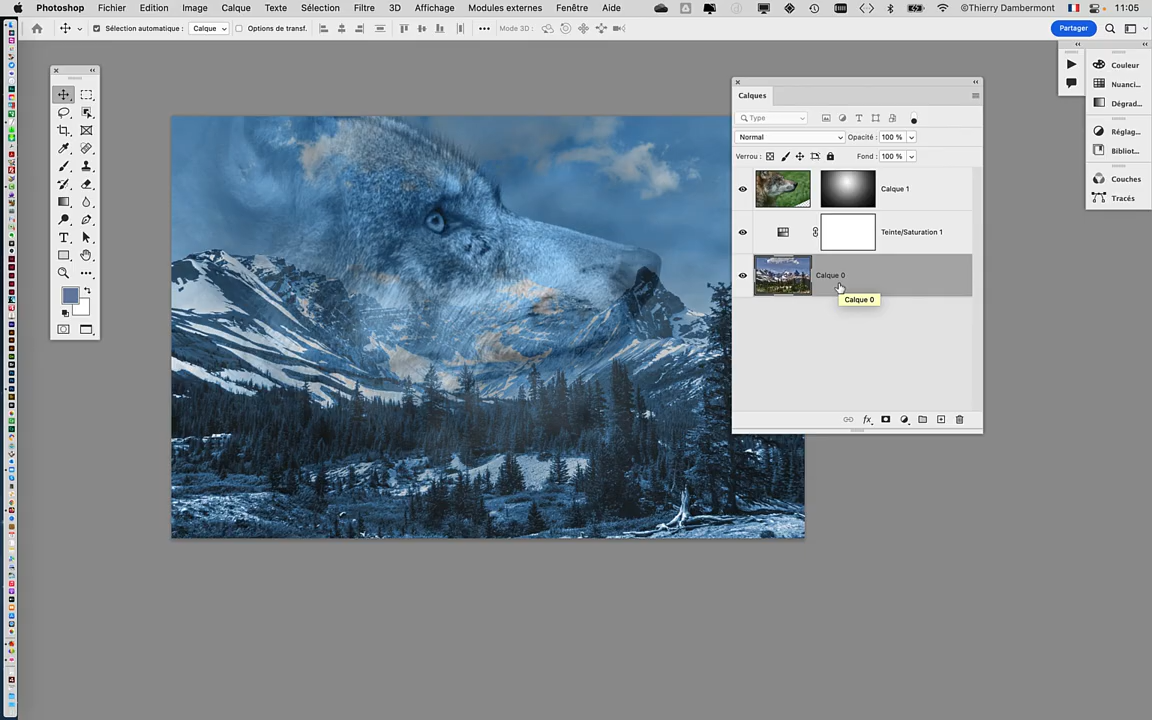 Photoshop Fichier Edition Image Calque Texte Sélection Filtre 3D Affichage Modules externes Fenêtre Aide ©Thierry Dambermont 11:05
Sélection automatique : Calque Options de transf. Mode 3D : Partager
Calques
Type
Normal Opacité : 100 %
Verrou : Fond : 100 %
Calque 1
Teinte/Saturation 1
Calque 0
Calque 0
Couleur
Nuanci...
Dégrad...
Réglag...
Bibliot...
Couches
Tracés